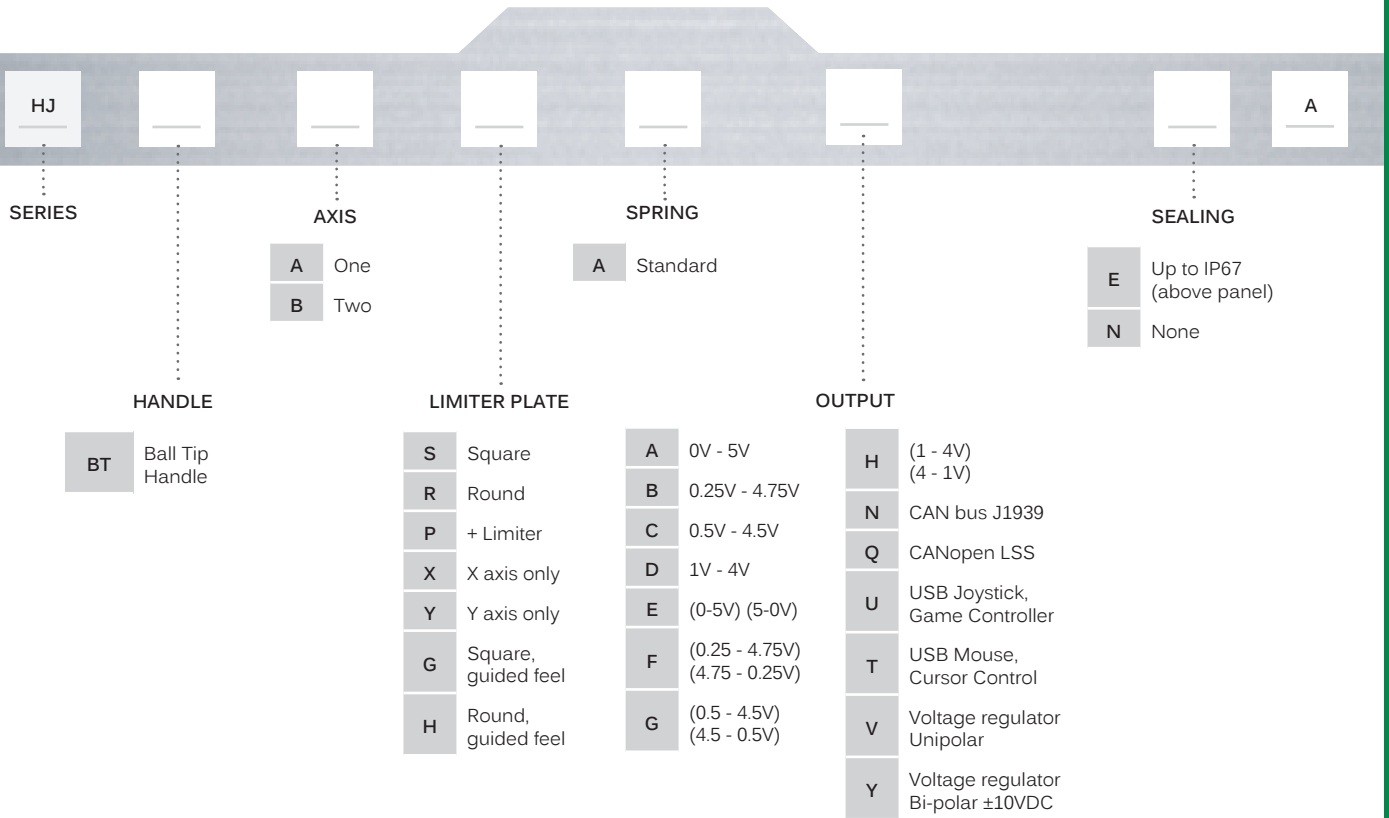 HJ
A
SERIES
HANDLE
BT Ball Tip
Handle
AXIS
A One
B Two
LIMITER PLATE
S Square
R Round
P + Limiter
X X axis only
Y Y axis only
G Square,
guided feel
H Round,
guided feel
SPRING
A Standard
OUTPUT
A 0V - 5V
B 0.25V - 4.75V
C 0.5V - 4.5V
D 1V - 4V
E (0-5V) (5-0V)
F (0.25 - 4.75V)
(4.75 - 0.25V)
G (0.5 - 4.5V)
(4.5 - 0.5V)
H (1 - 4V)
(4 - 1V)
N CAN bus J1939
Q CANopen LSS
U USB Joystick,
Game Controller
T USB Mouse,
Cursor Control
V Voltage regulator
Unipolar
Y Voltage regulator
Bi-polar ±10VDC
SEALING
E Up to IP67
(above panel)
N None